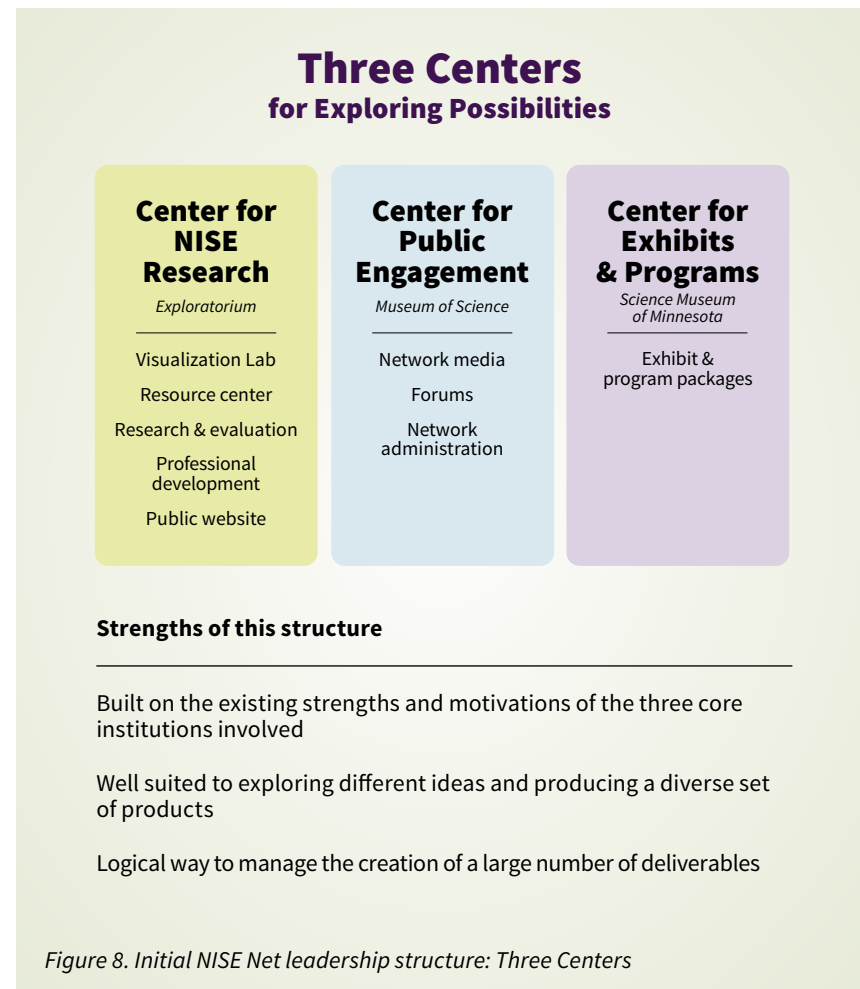 Three Centers
for Exploring Possibilities
Center for
NISE
Research
Exploratorium
Visualization Lab
Resource center
Research & evaluation
Professional
development
Public website
Center for
Public
Engagement
Museum of Science
Network media
Forums
Network
administration
Center for
Exhibits
& Programs
Science Museum
of Minnesota
Exhibit &
program packages
Strengths of this structure
Built on the existing strengths and motivations of the three core
institutions involved
Well suited to exploring different ideas and producing a diverse set
of products
Logical way to manage the creation of a large number of deliverables
Figure 8. Initial NISE Net leadership structure: Three Centers